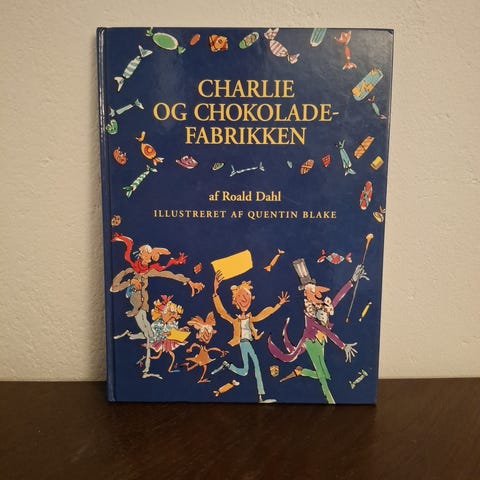 CHARLIE
OG CHOKOLADE-
FABRIKKEN
af Roald Dahl
ILLUSTRERET AF QUENTIN BLAKE